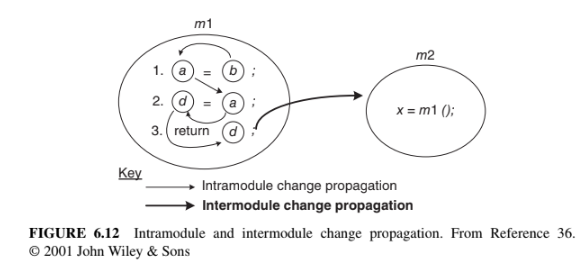 m1
m2
1. a = b ;
2. d = a ;
x = m1 ();
3. return d ;
Key
Intramodule change propagation
Intermodule change propagation
FIGURE 6.12 Intramodule and intermodule change propagation. From Reference 36.
© 2001 John Wiley & Sons